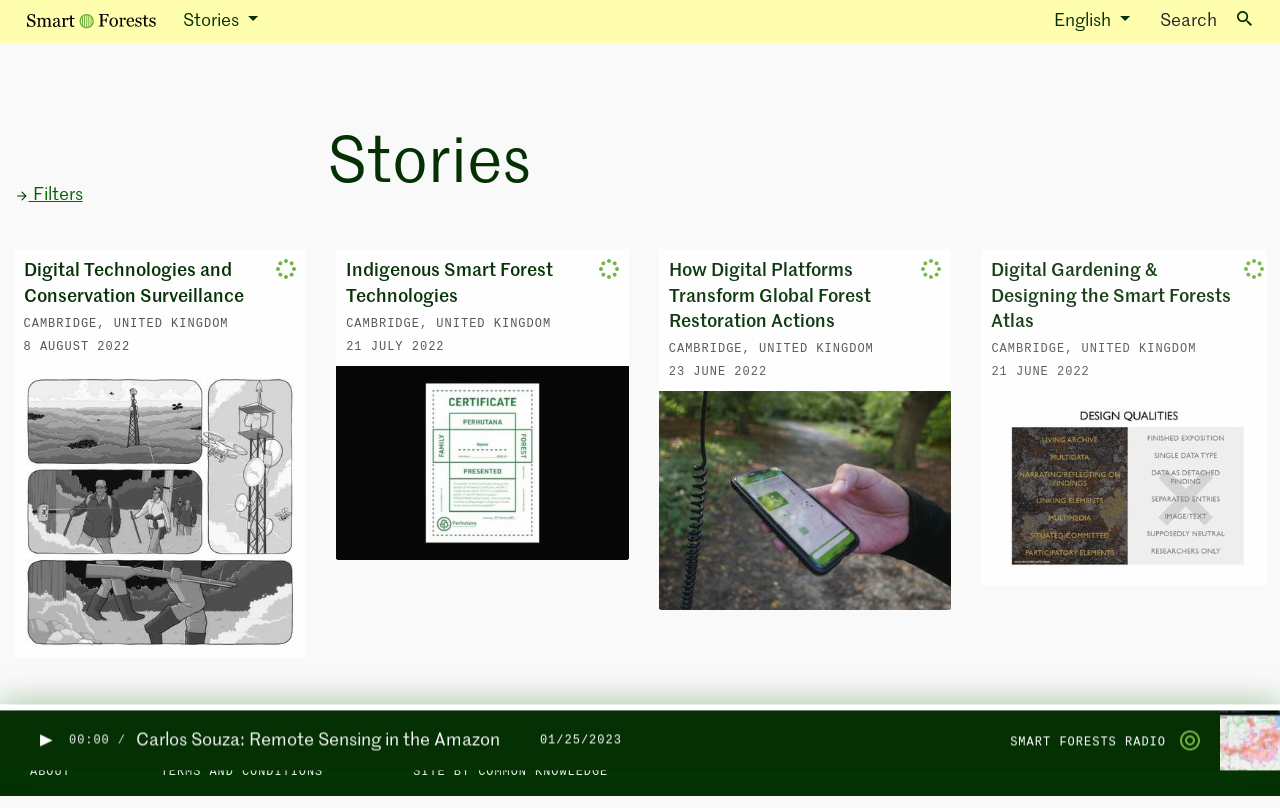 Smart Forests
Stories
English
Search
Stories
→ Filters
Digital Technologies and
Conservation Surveillance
CAMBRIDGE, UNITED KINGDOM
8 AUGUST 2022
Indigenous Smart Forest
Technologies
CAMBRIDGE, UNITED KINGDOM
21 JULY 2022
CERTIFICATE
PERHUTANA
FAMILY
Name
FOREST
PRESENTED
Perhutana
How Digital Platforms
Transform Global Forest
Restoration Actions
CAMBRIDGE, UNITED KINGDOM
23 JUNE 2022
Digital Gardening &
Designing the Smart Forests
Atlas
CAMBRIDGE, UNITED KINGDOM
21 JUNE 2022
DESIGN QUALITIES
LIVING ARCHIVE
MULTIDATA
NARRATING/REFLECTING ON
FINDINGS
LINKING ELEMENTS
MULTIMEDIA
SITUATED/COMMITTED
PARTICIPATORY ELEMENTS
FINISHED EXPOSITION
SINGLE DATA TYPE
DATA AS DETACHED
FINDING
SEPARATED ENTRIES
IMAGE/TEXT
SUPPOSEDLY NEUTRAL
RESEARCHERS ONLY
00:00 / Carlos Souza: Remote Sensing in the Amazon 01/25/2023
SMART FORESTS RADIO
ABOUT
TERMS AND CONDITIONS
SITE BY COMMON KNOWLEDGE